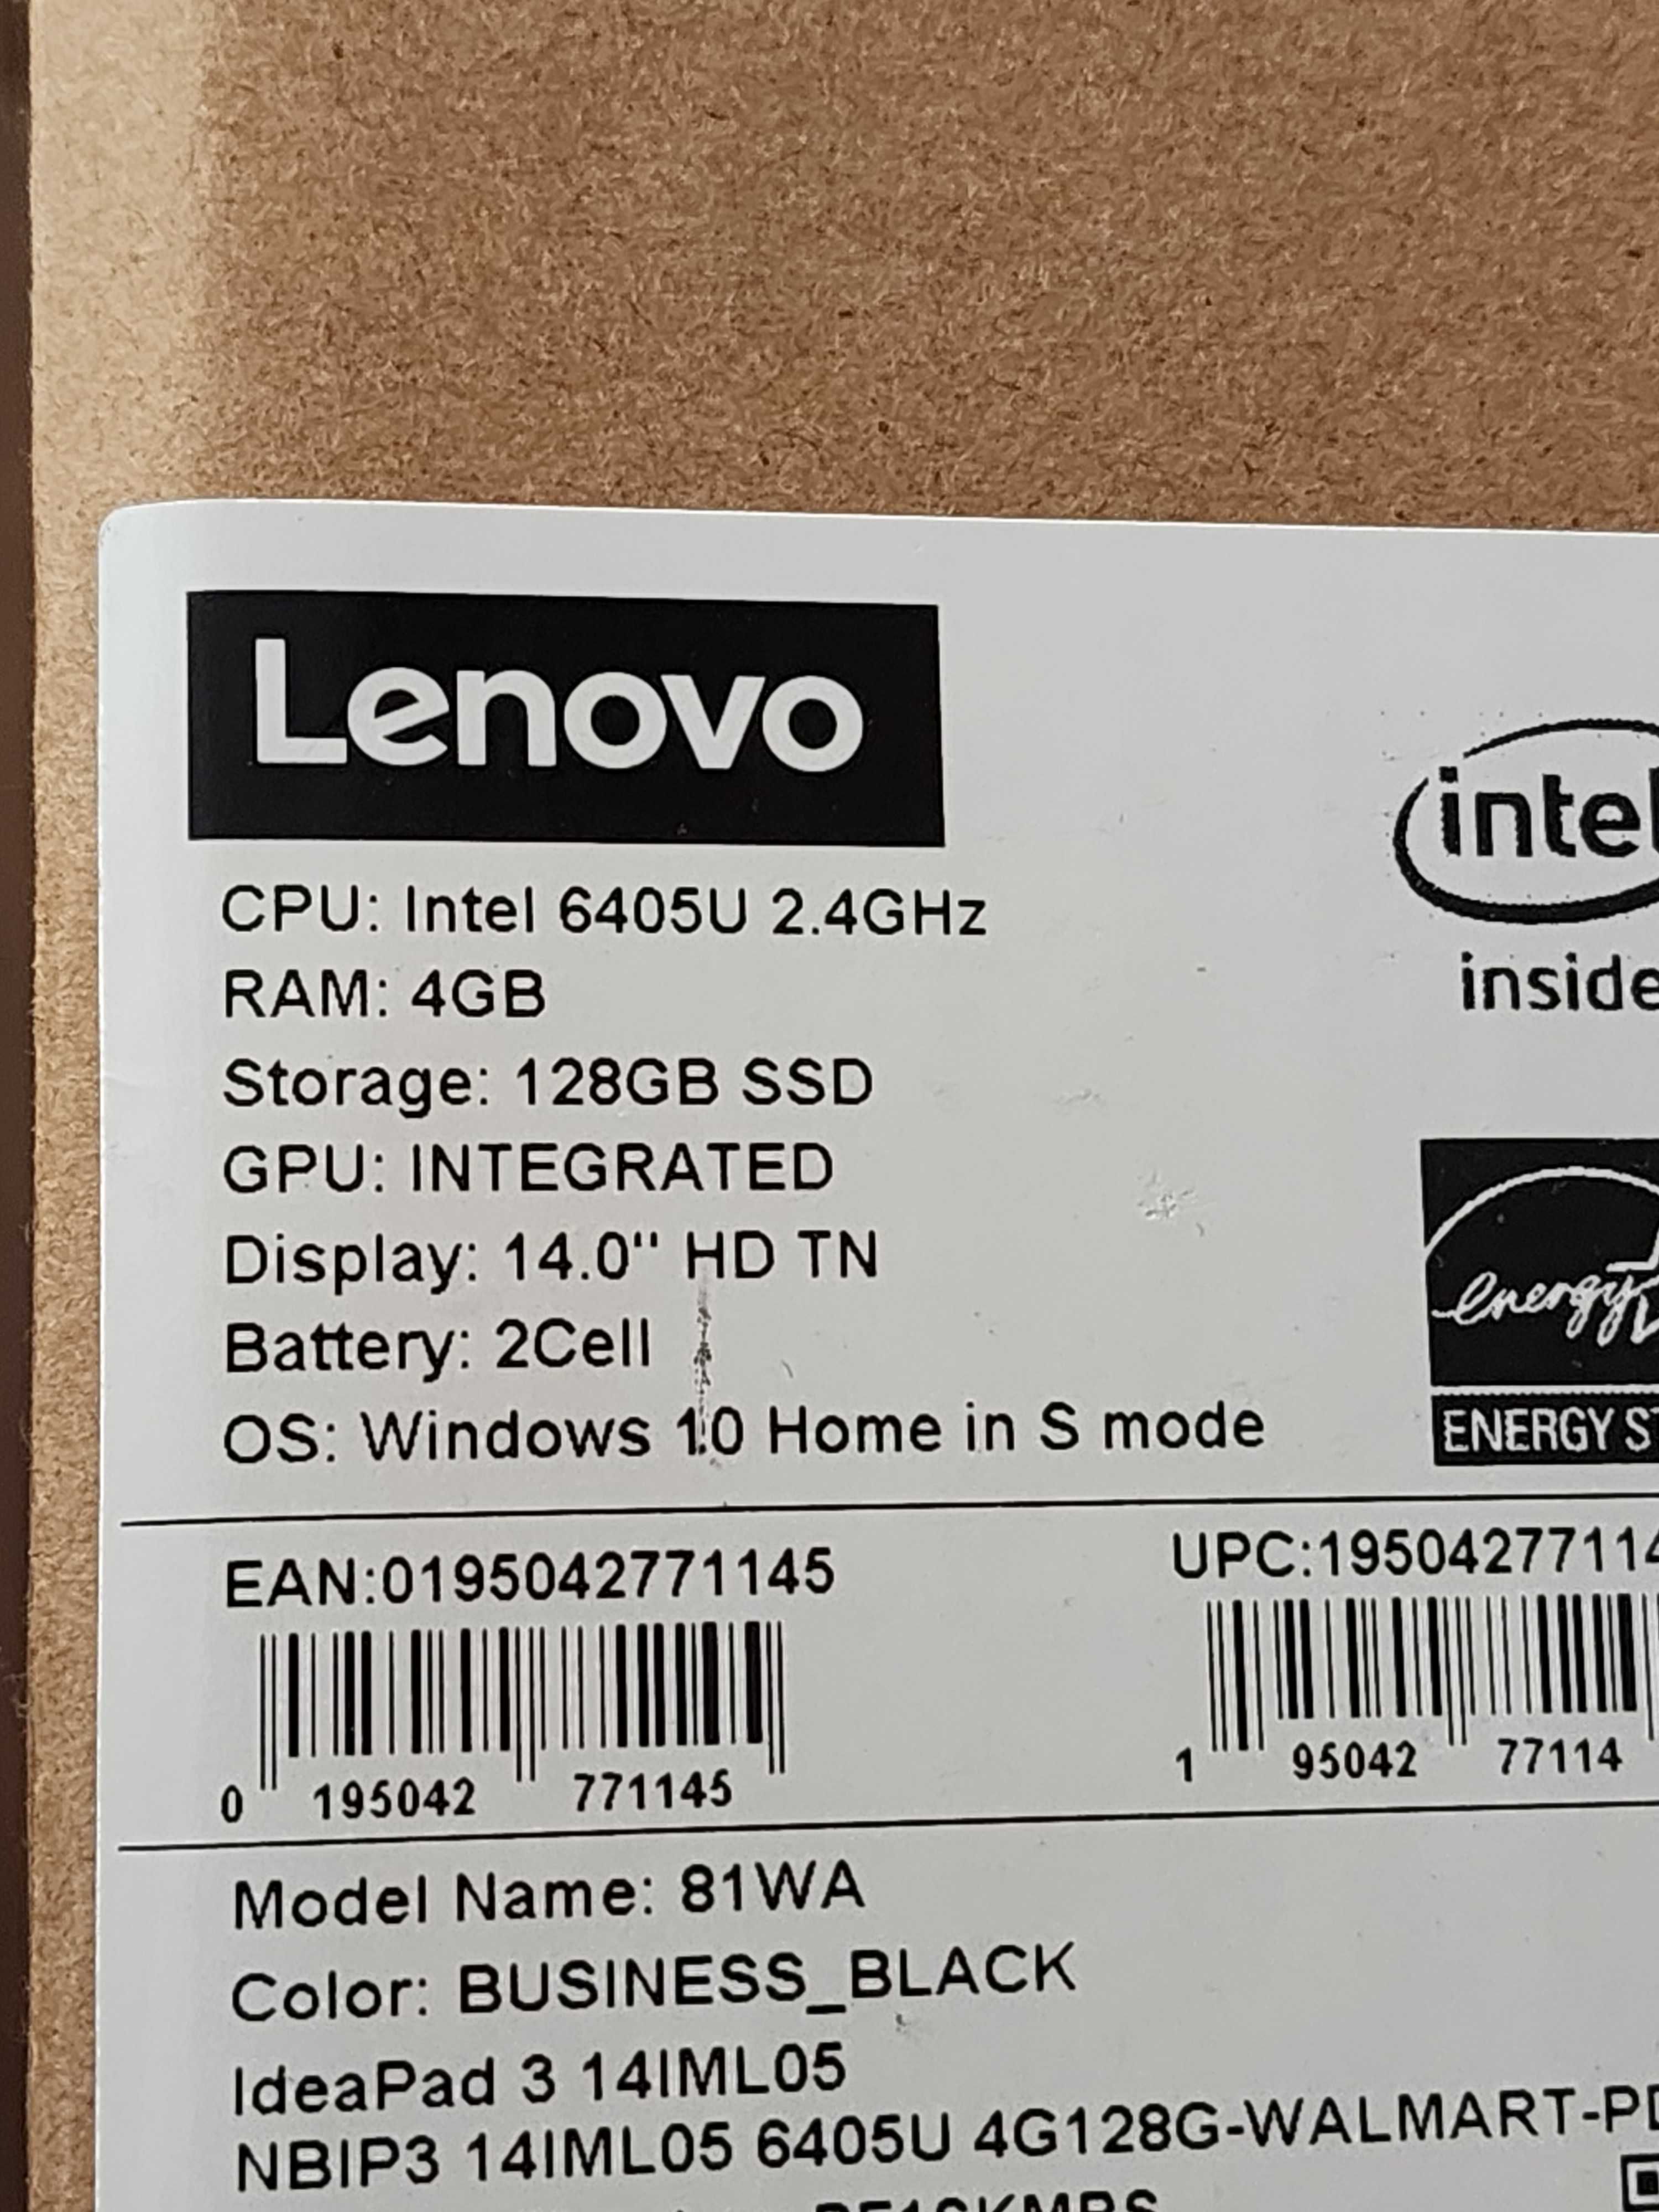 Lenovo
intel
inside
CPU: Intel 6405U 2.4GHz
RAM: 4GB
Storage: 128GB SSD
GPU: INTEGRATED
Display: 14.0" HD TN
Battery: 2Cell
OS: Windows 10 Home in S mode
energy
ENERGY
EAN:0195042771145
UPC:19504277114
0 195042 771145
1 95042 77114
Model Name: 81WA
Color: BUSINESS_BLACK
IdeaPad 3 14IML05
NBIP3 14IML05 6405U 4G128G-WALMART-